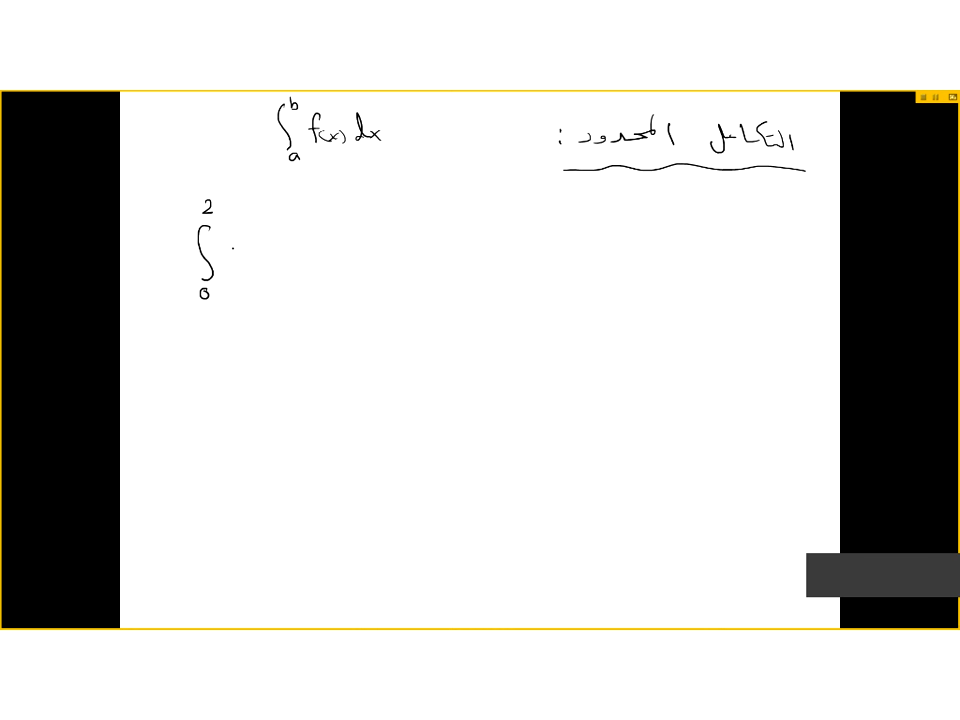 التكامل المحدود : ∫_a^b f(x) dx
∫_0^2